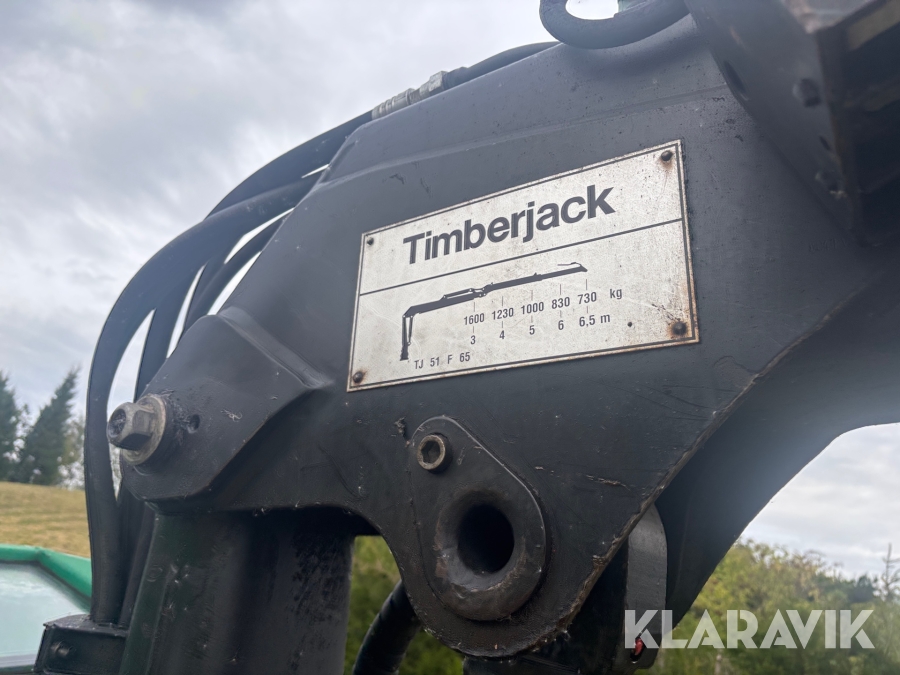 Timberjack
1600 1230 1000 830 730 kg
3 4 5 6 6,5 m
TJ 51 F 65
KLARAVIK